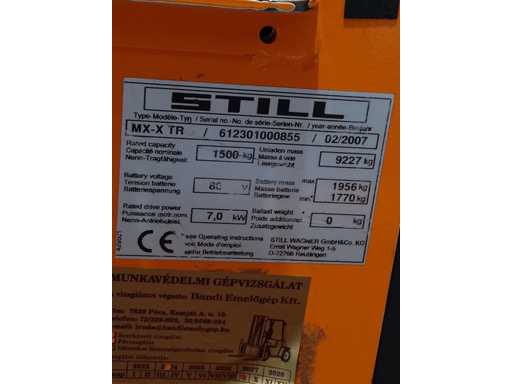 STILL
Type-Modèle-Typ / Serial no.-No. de série-Serien-Nr. / year-année-Baujahr
MX-X TR / 612301000855 / 02/2007
Rated capacity
Capacité nominale
Nenn-Tragfähigkeit
1500 kg
Unladen mass
Masse à vide
Leergewicht
9227 kg
Battery voltage
Tension batterie
Batteriespannung
80 V
Battery mass
Masse batterie
Batteriegew.
max 1956 kg
min 1770 kg
Rated drive power
Puissance
Nenn-Antriebsleist.
7,0 kW
Ballast weight
Poids additionnel
Zusatzgewicht
0 kg
CE
*see Operating instructions
voir Mode d'emploi
siehe Betriebsanleitung
STILL WAGNER GmbH&Co. KG
Ernst Wagner Weg 1-5
D-72766 Reutlingen
MUNKAVÉDELMI GÉPVIZSGÁLAT
A vizsgálatot végezte: Bándi Emelőgép Kft.